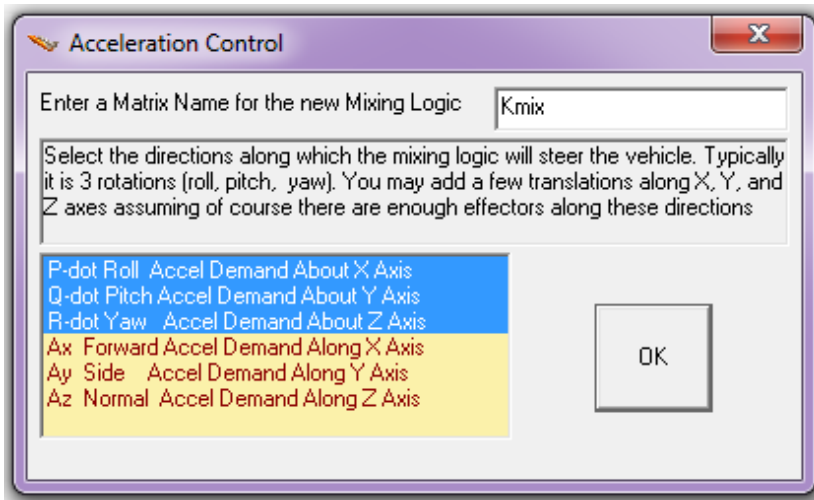 Acceleration Control
X
Enter a Matrix Name for the new Mixing Logic Kmix
Select the directions along which the mixing logic will steer the vehicle. Typically
it is 3 rotations (roll, pitch, yaw). You may add a few translations along X, Y, and
Z axes assuming of course there are enough effectors along these directions
P-dot Roll Accel Demand About X Axis
Q-dot Pitch Accel Demand About Y Axis
R-dot Yaw Accel Demand About Z Axis
Ax Forward Accel Demand Along X Axis
Ay Side Accel Demand Along Y Axis
Az Normal Accel Demand Along Z Axis
OK